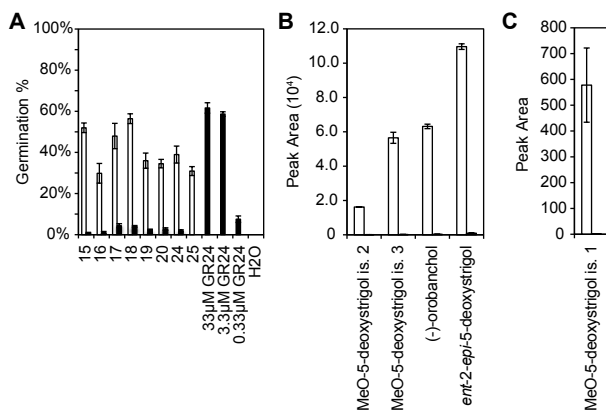 A
Germination %
80%
60%
40%
20%
0%
15
16
17
18
19
20
24
25
33µM GR24
3.3µM GR24
0.33µM GR24
H2O
B
Peak Area (10⁴)
12.0
10.0
8.0
6.0
4.0
2.0
0.0
MeO-5-deoxystrigol is. 2
MeO-5-deoxystrigol is. 3
(-)-orobanchol
ent-2-epi-5-deoxystrigol
C
Peak Area
800
700
600
500
400
300
200
100
0
MeO-5-deoxystrigol is. 1